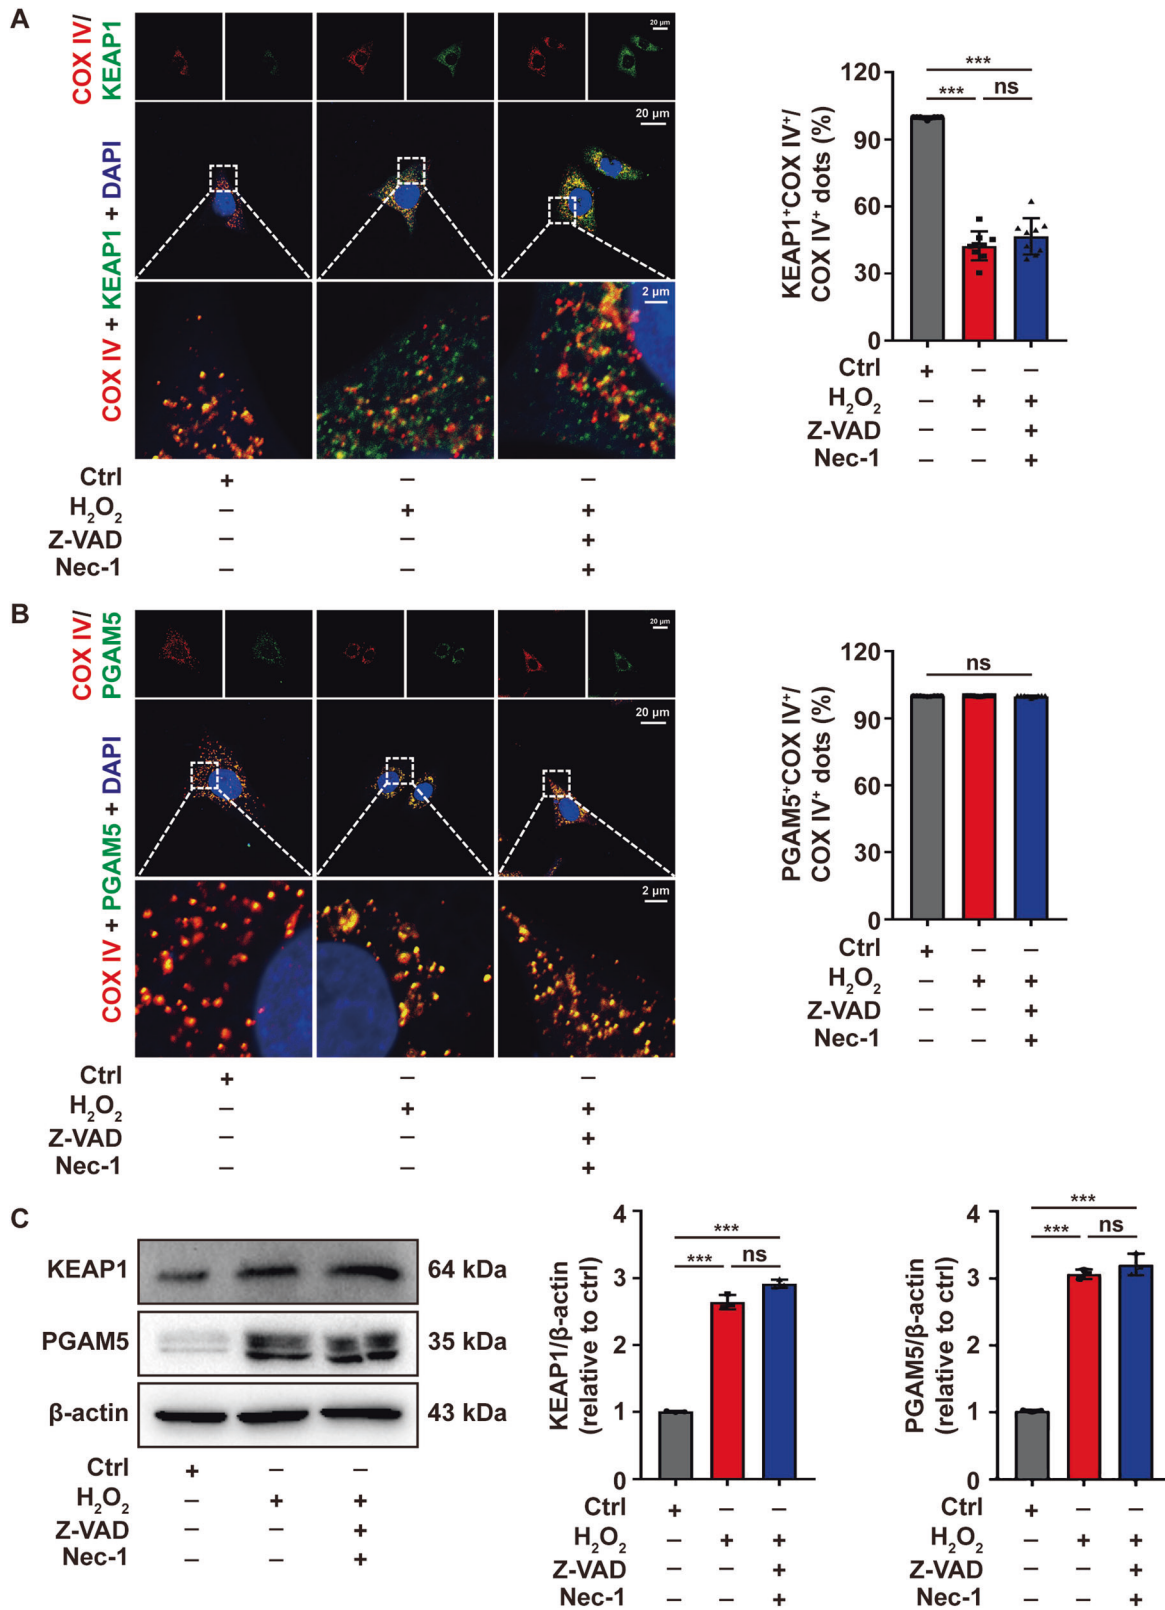 A
COX IV/
KEAP1
20 μm
COX IV + KEAP1 + DAPI
20 μm
2 μm
Ctrl + – –
H₂O₂ – + +
Z-VAD – – +
Nec-1 – – +
KEAP1⁺COX IV⁺/
COX IV⁺ dots (%)
120
90
60
30
0
***
*** ns
Ctrl + – –
H₂O₂ – + +
Z-VAD – – +
Nec-1 – – +
B
COX IV/
PGAM5
20 μm
COX IV + PGAM5 + DAPI
20 μm
2 μm
Ctrl + – –
H₂O₂ – + +
Z-VAD – – +
Nec-1 – – +
PGAM5⁺COX IV⁺/
COX IV⁺ dots (%)
120
90
60
30
0
ns
Ctrl + – –
H₂O₂ – + +
Z-VAD – – +
Nec-1 – – +
C
KEAP1 64 kDa
PGAM5 35 kDa
β-actin 43 kDa
Ctrl + – –
H₂O₂ – + +
Z-VAD – – +
Nec-1 – – +
KEAP1/β-actin
(relative to ctrl)
4
3
2
1
0
***
*** ns
Ctrl + – –
H₂O₂ – + +
Z-VAD – – +
Nec-1 – – +
PGAM5/β-actin
(relative to ctrl)
4
3
2
1
0
***
*** ns
Ctrl + – –
H₂O₂ – + +
Z-VAD – – +
Nec-1 – – +